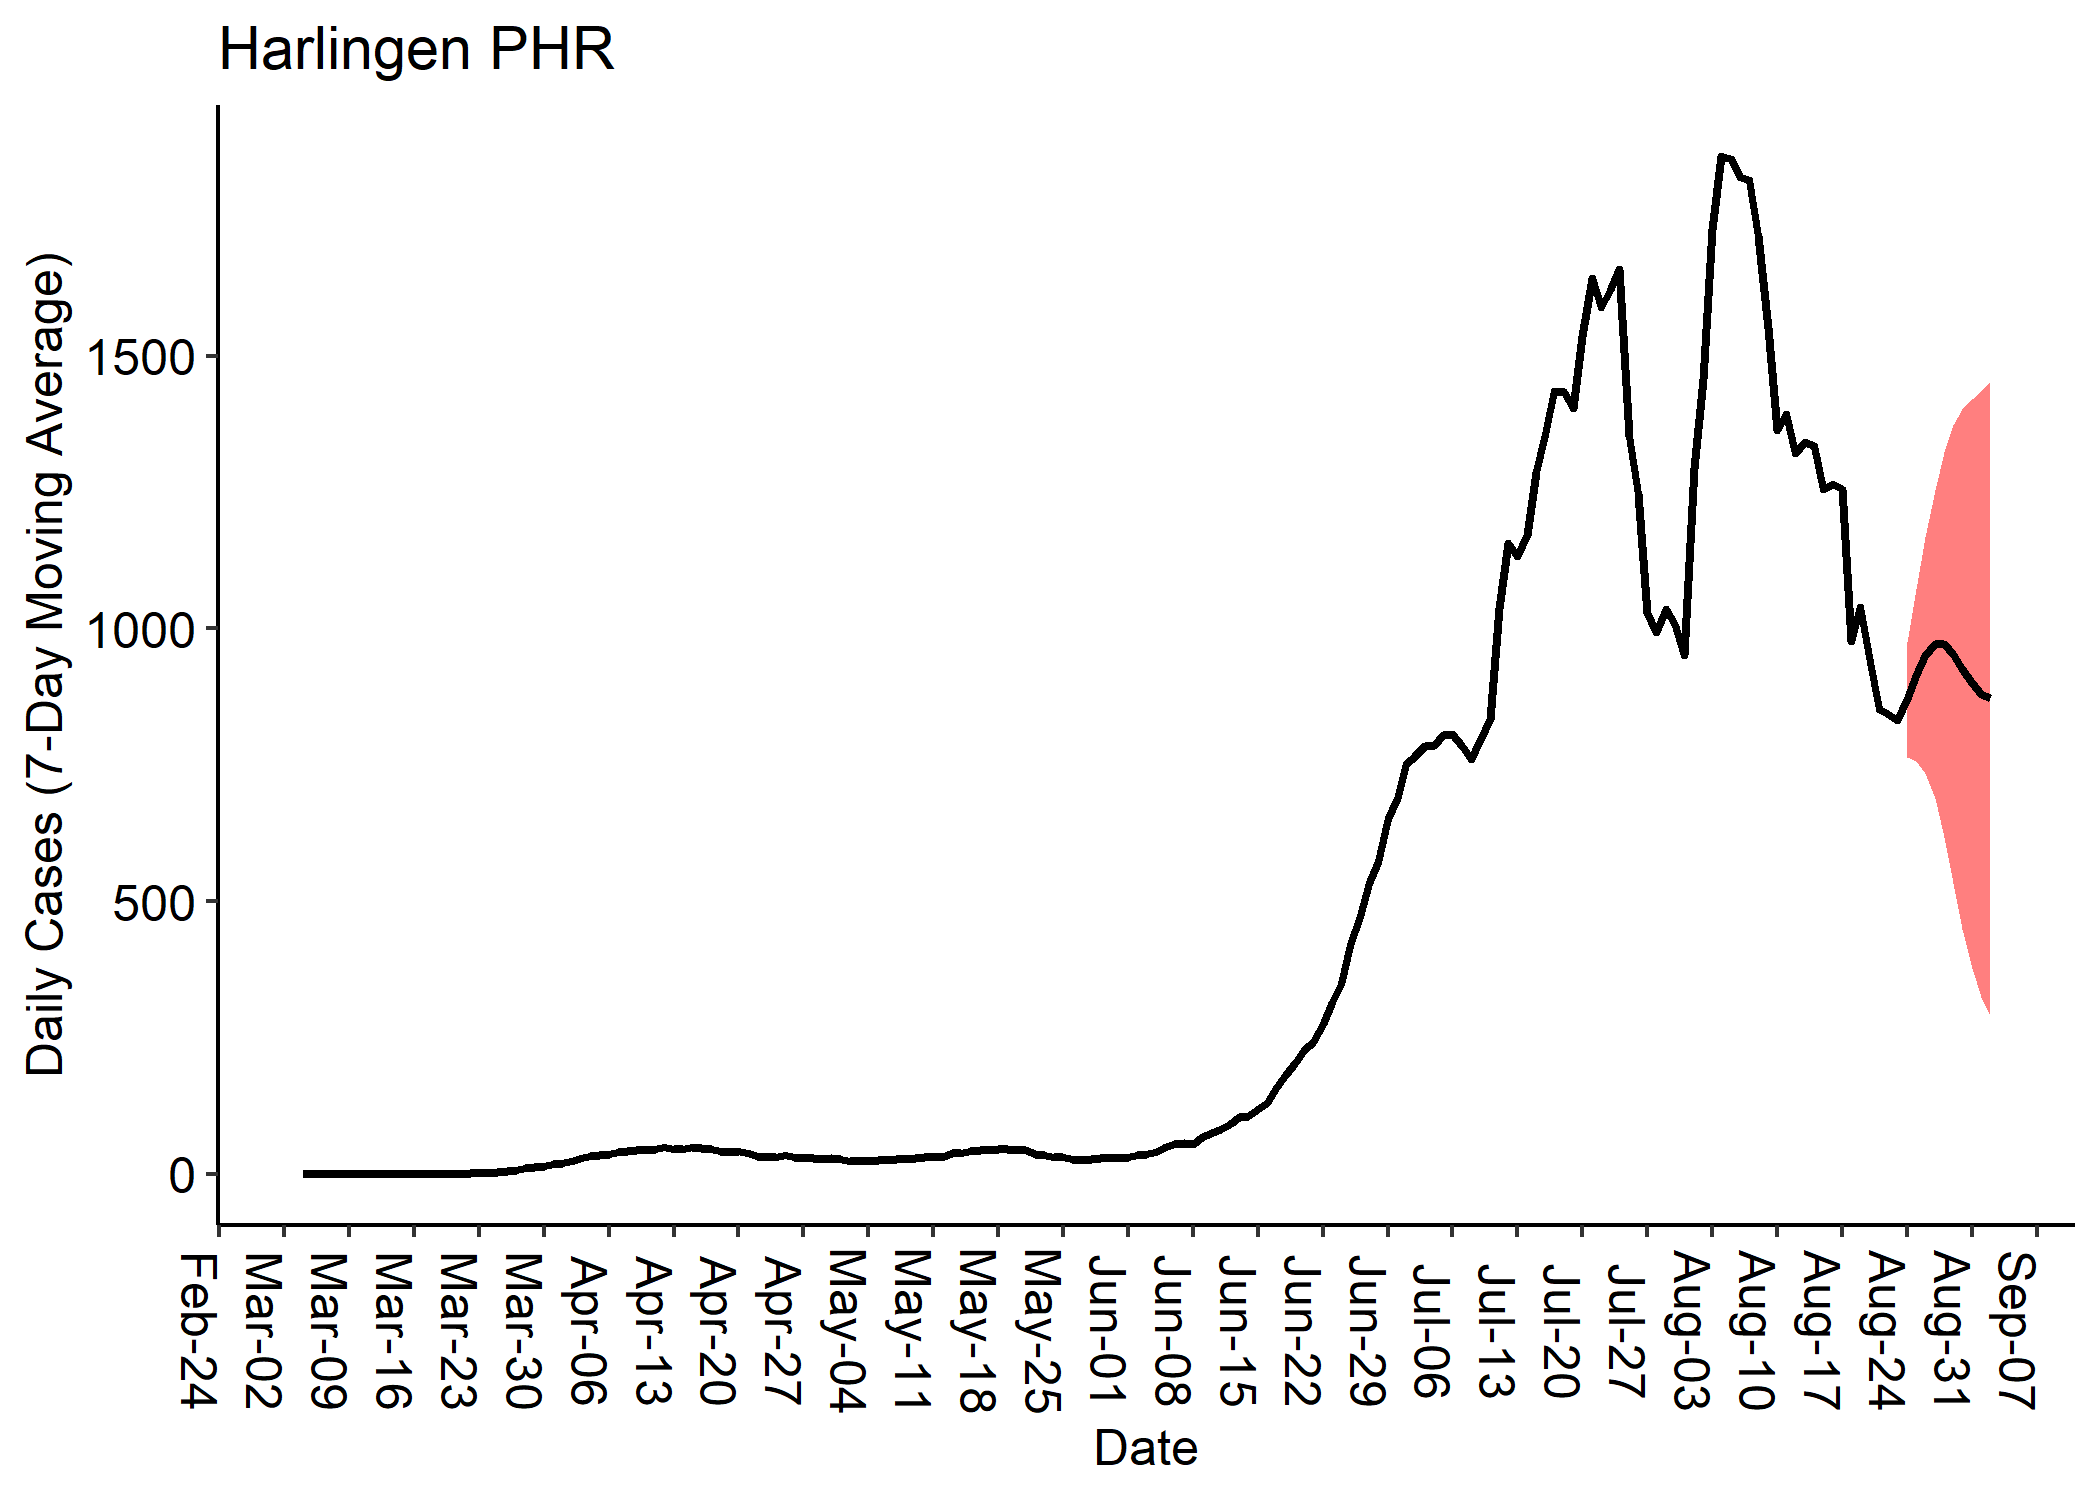 Harlingen PHR
Daily Cases (7-Day Moving Average)
1500
1000
500
0
Feb-24
Mar-02
Mar-09
Mar-16
Mar-23
Mar-30
Apr-06
Apr-13
Apr-20
Apr-27
May-04
May-11
May-18
May-25
Jun-01
Jun-08
Jun-15
Jun-22
Jun-29
Jul-06
Jul-13
Jul-20
Jul-27
Aug-03
Aug-10
Aug-17
Aug-24
Aug-31
Sep-07
Date